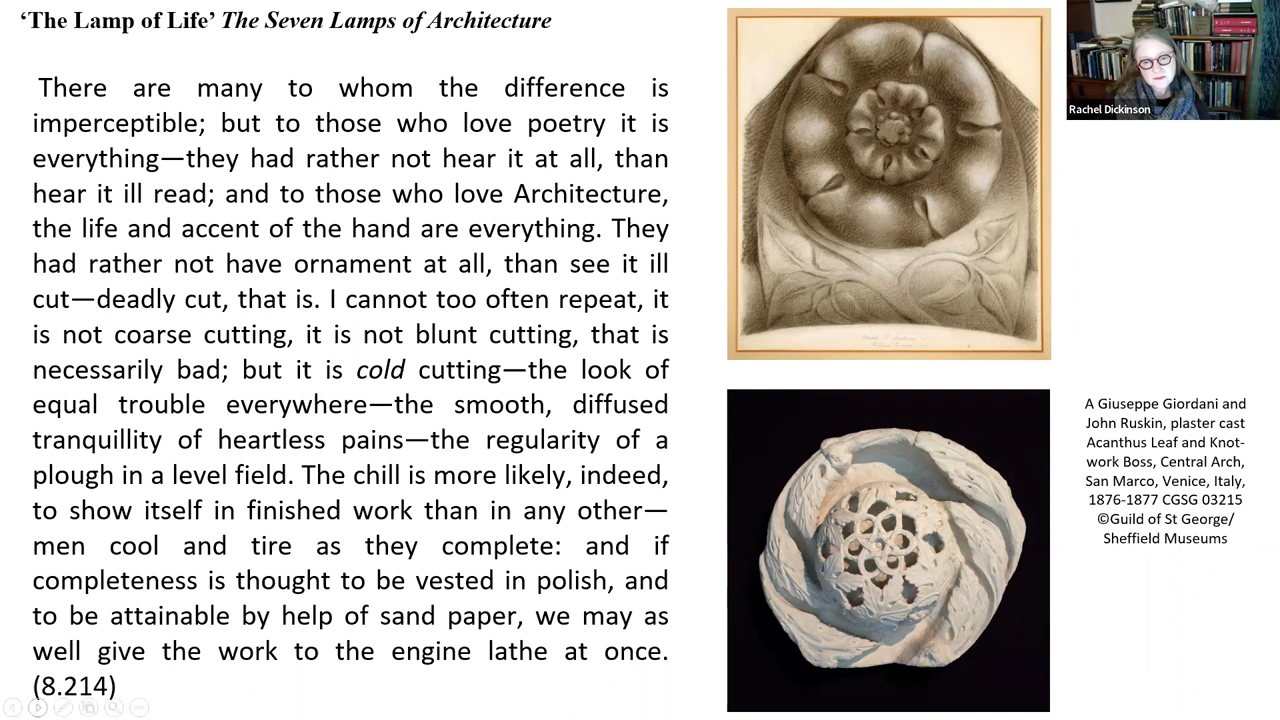 ‘The Lamp of Life’ The Seven Lamps of Architecture
There are many to whom the difference is
imperceptible; but to those who love poetry it is
everything—they had rather not hear it at all, than
hear it ill read; and to those who love Architecture,
the life and accent of the hand are everything. They
had rather not have ornament at all, than see it ill
cut—deadly cut, that is. I cannot too often repeat, it
is not coarse cutting, it is not blunt cutting, that is
necessarily bad; but it is cold cutting—the look of
equal trouble everywhere—the smooth, diffused
tranquillity of heartless pains—the regularity of a
plough in a level field. The chill is more likely, indeed,
to show itself in finished work than in any other—
men cool and tire as they complete: and if
completeness is thought to be vested in polish, and
to be attainable by help of sand paper, we may as
well give the work to the engine lathe at once.
(8.214)
Rachel Dickinson
A Giuseppe Giordani and
John Ruskin, plaster cast
Acanthus Leaf and Knot-
work Boss, Central Arch,
San Marco, Venice, Italy,
1876-1877 CGSG 03215
©Guild of St George/
Sheffield Museums